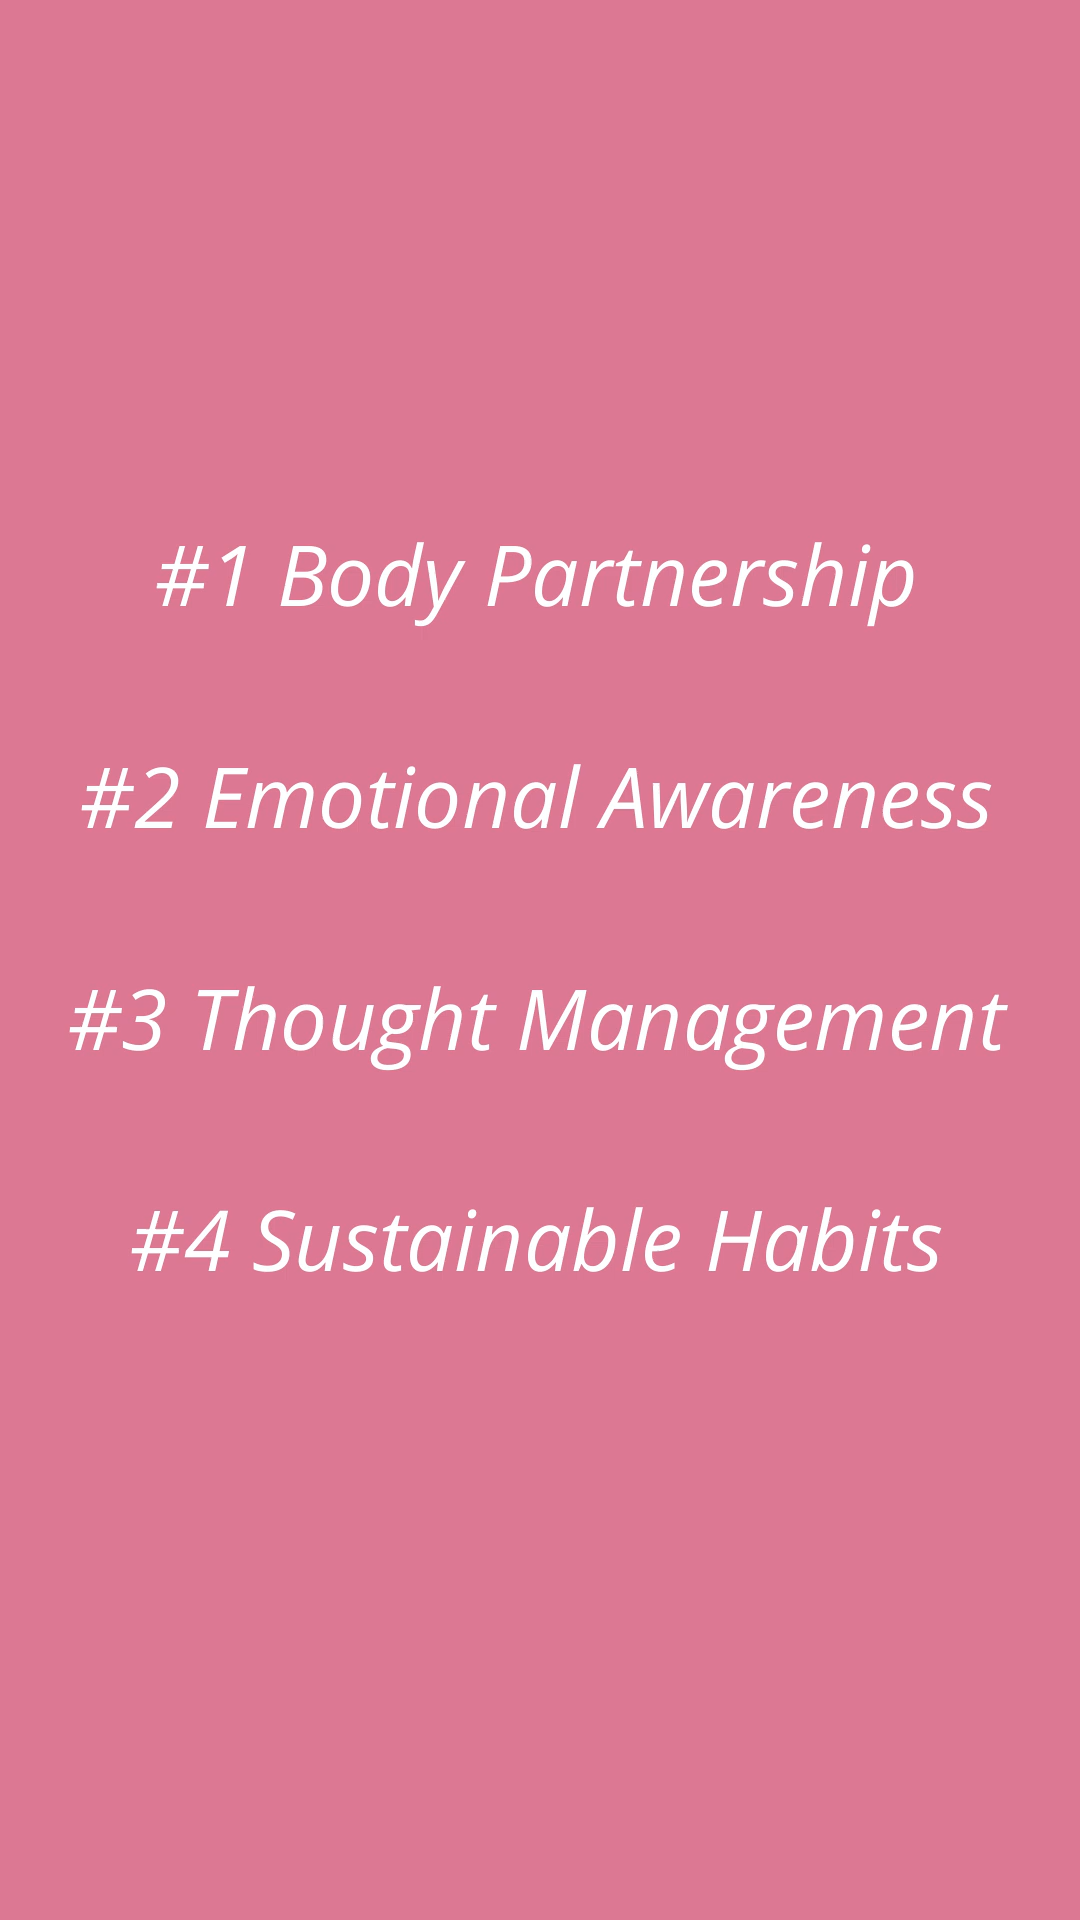 #1 Body Partnership
#2 Emotional Awareness
#3 Thought Management
#4 Sustainable Habits